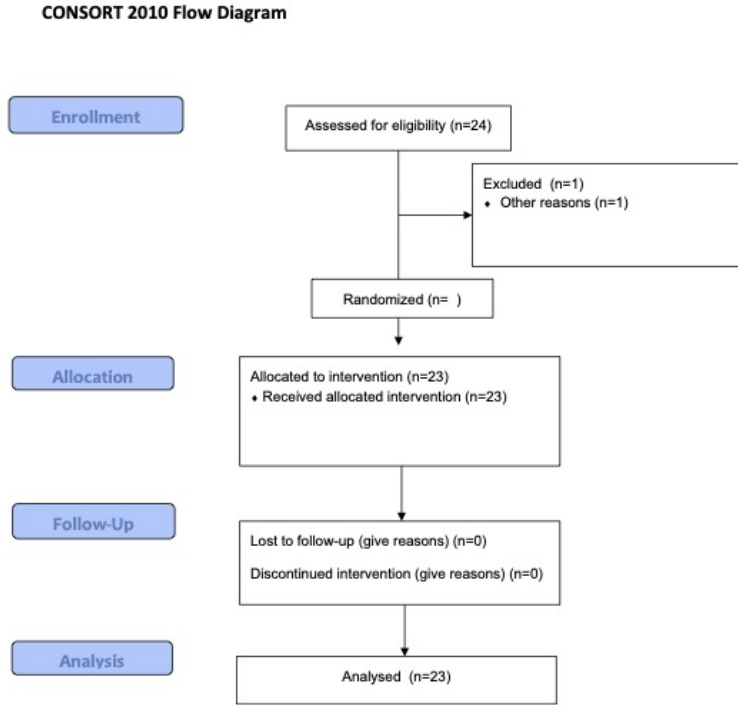 CONSORT 2010 Flow Diagram
Enrollment
Assessed for eligibility (n=24)
Excluded (n=1)
♦ Other reasons (n=1)
Randomized (n= )
Allocation
Allocated to intervention (n=23)
♦ Received allocated intervention (n=23)
Follow-Up
Lost to follow-up (give reasons) (n=0)
Discontinued intervention (give reasons) (n=0)
Analysis
Analysed (n=23)